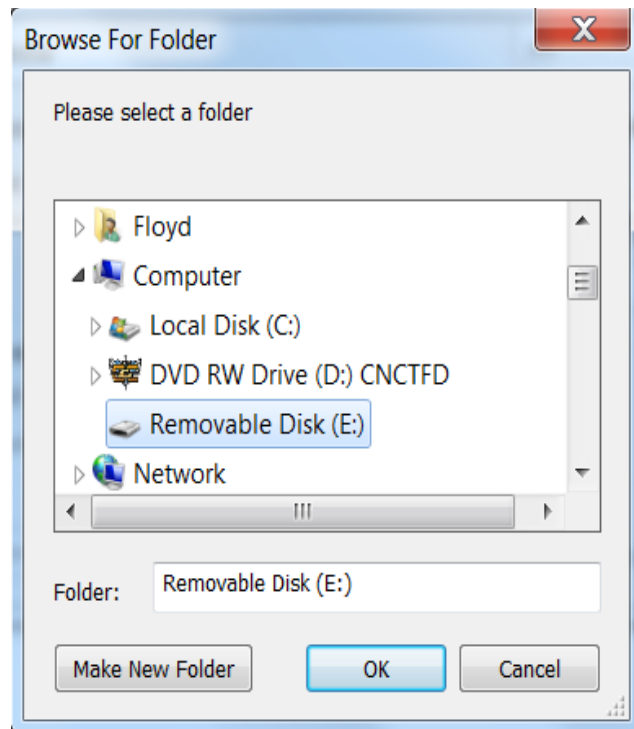 Browse For Folder
X
Please select a folder
Floyd
Computer
Local Disk (C:)
DVD RW Drive (D:) CNCTFD
Removable Disk (E:)
Network
Folder: Removable Disk (E:)
Make New Folder OK Cancel